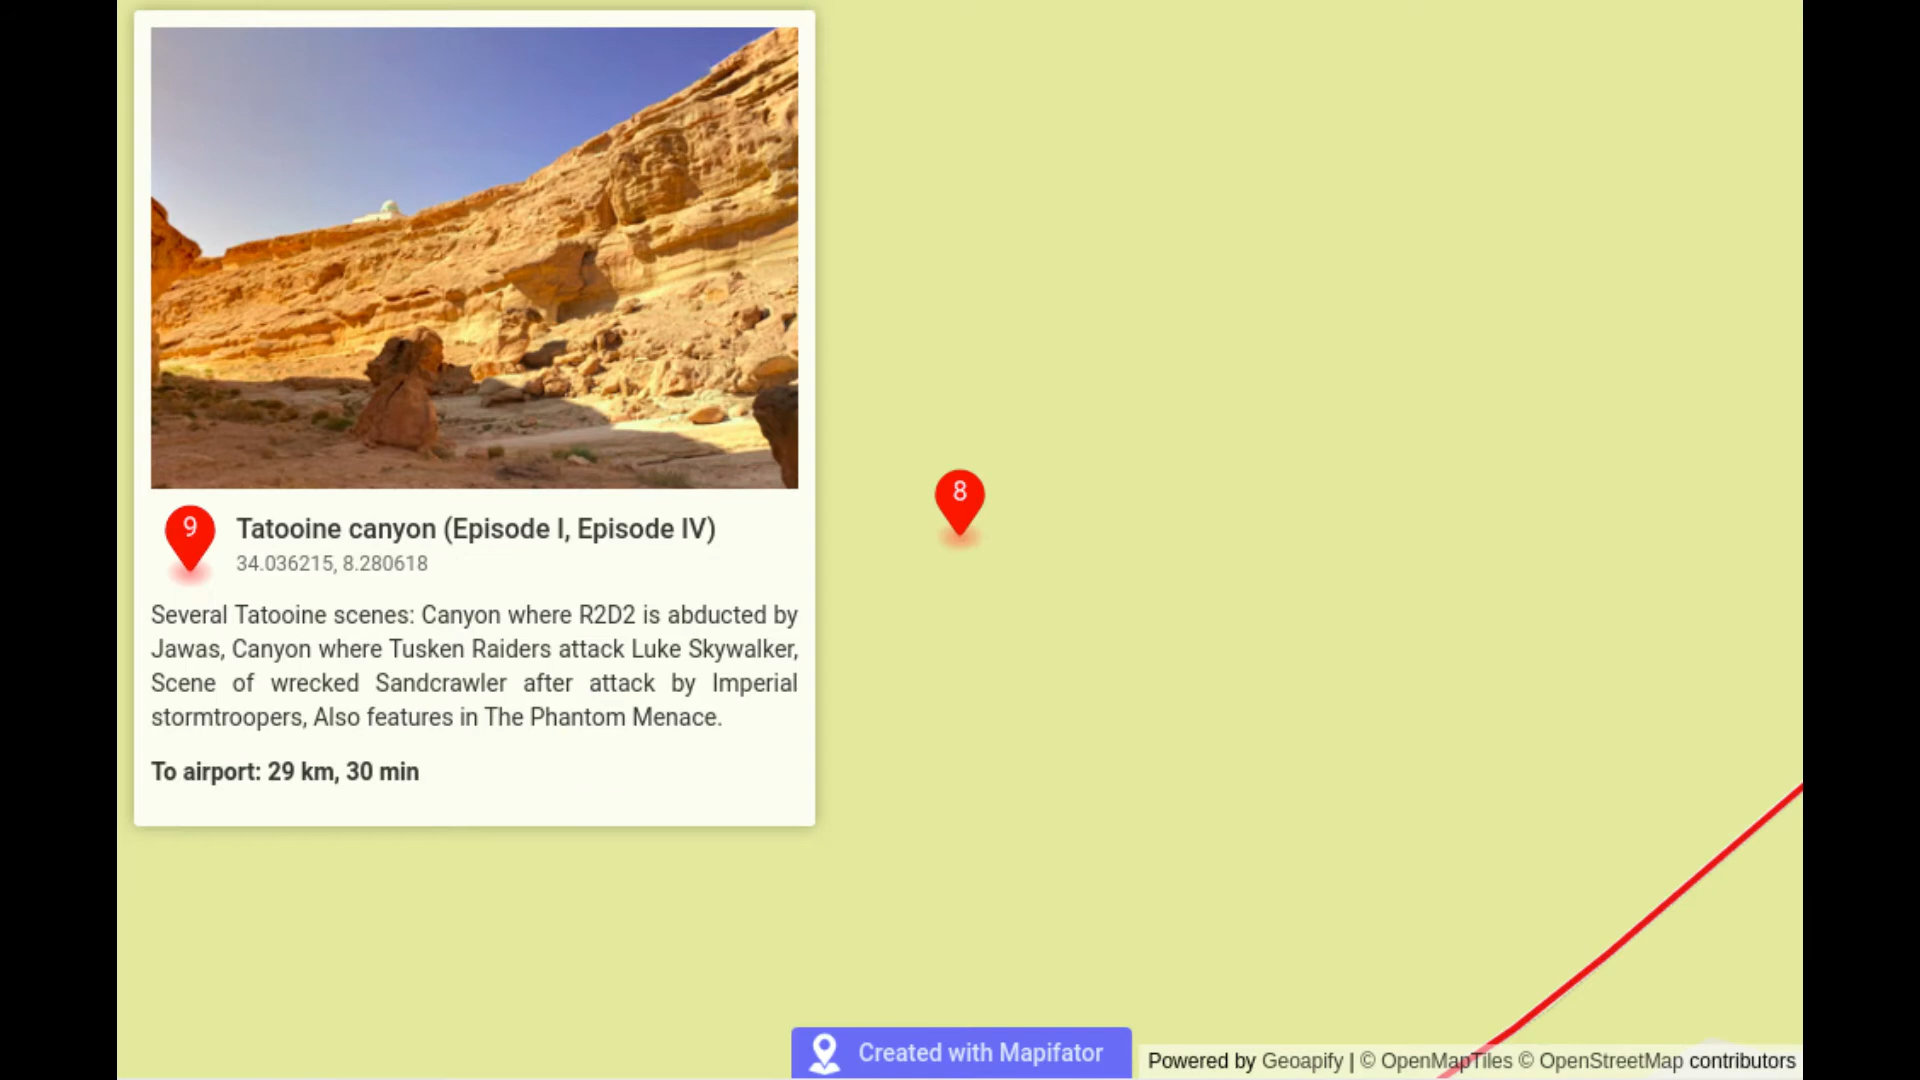 9
Tatooine canyon (Episode I, Episode IV)
34.036215, 8.280618
Several Tatooine scenes: Canyon where R2D2 is abducted by
Jawas, Canyon where Tusken Raiders attack Luke Skywalker,
Scene of wrecked Sandcrawler after attack by Imperial
stormtroopers, Also features in The Phantom Menace.
To airport: 29 km, 30 min
8
Created with Mapifator
Powered by Geoapify | © OpenMapTiles © OpenStreetMap contributors